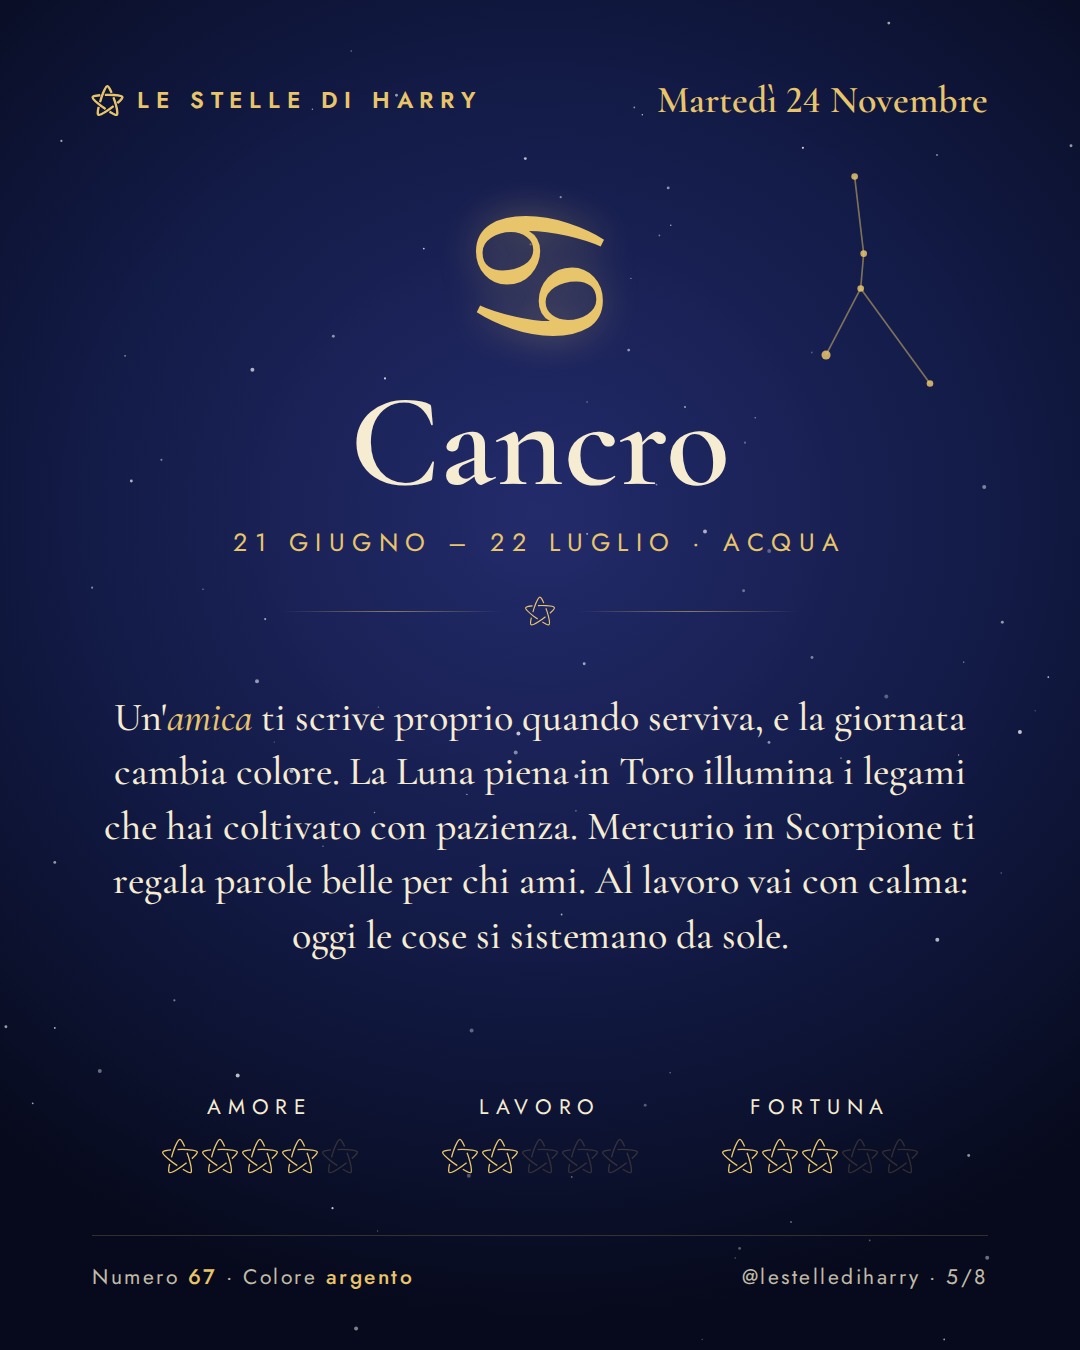 LE STELLE DI HARRY
Martedì 24 Novembre
♋
Cancro
21 GIUGNO – 22 LUGLIO · ACQUA
Un'amica ti scrive proprio quando serviva, e la giornata
cambia colore. La Luna piena in Toro illumina i legami
che hai coltivato con pazienza. Mercurio in Scorpione ti
regala parole belle per chi ami. Al lavoro vai con calma:
oggi le cose si sistemano da sole.
AMORE
LAVORO
FORTUNA
Numero 67 · Colore argento
@lestellediharry · 5/8